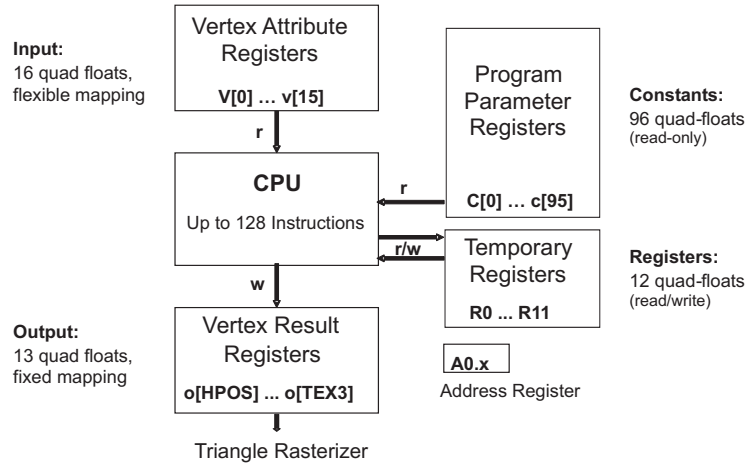 Vertex Attribute
Registers
V[0] ... v[15]
Input:
16 quad floats,
flexible mapping
Program
Parameter
Registers
C[0] ... c[95]
Constants:
96 quad-floats
(read-only)
r
CPU
Up to 128 Instructions
r
r/w
Temporary
Registers
R0 ... R11
Registers:
12 quad-floats
(read/write)
w
Output:
13 quad floats,
fixed mapping
Vertex Result
Registers
o[HPOS] ... o[TEX3]
A0.x
Address Register
Triangle Rasterizer